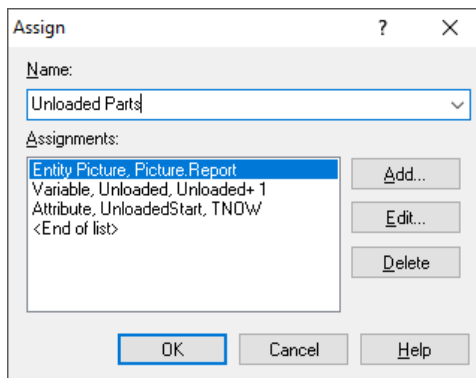 Assign
?
Name:
Unloaded Parts
Assignments:
Entity Picture, Picture.Report
Variable, Unloaded, Unloaded+ 1
Attribute, UnloadedStart, TNOW
<End of list>
Add...
Edit...
Delete
OK
Cancel
Help